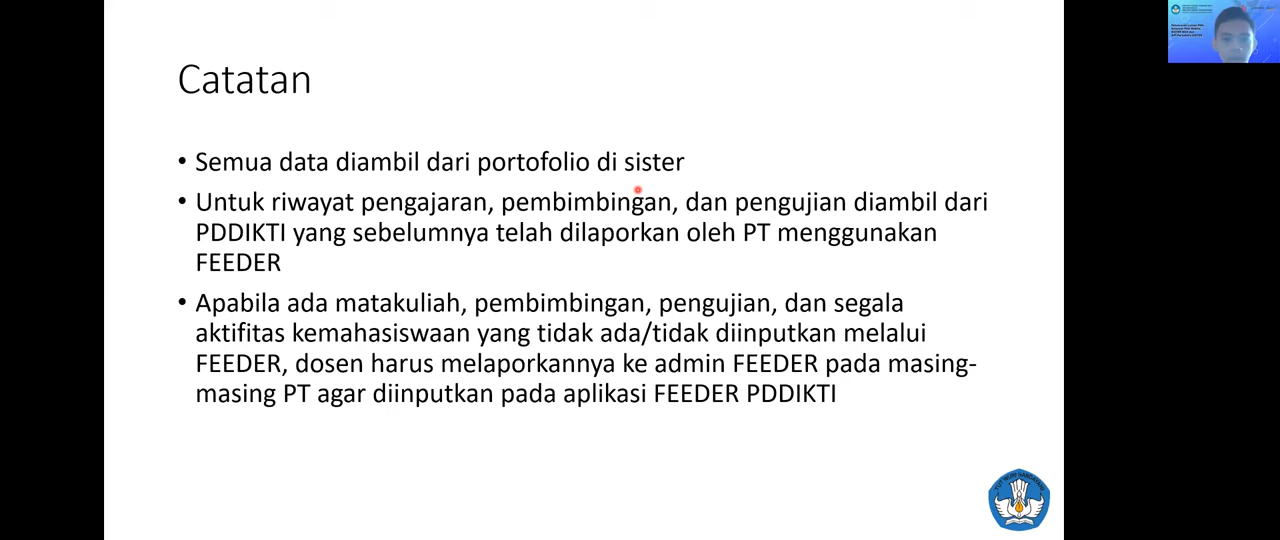 Catatan
• Semua data diambil dari portofolio di sister
• Untuk riwayat pengajaran, pembimbingan, dan pengujian diambil dari
PDDIKTI yang sebelumnya telah dilaporkan oleh PT menggunakan
FEEDER
• Apabila ada matakuliah, pembimbingan, pengujian, dan segala
aktifitas kemahasiswaan yang tidak ada/tidak diinputkan melalui
FEEDER, dosen harus melaporkannya ke admin FEEDER pada masing-
masing PT agar diinputkan pada aplikasi FEEDER PDDIKTI
TUT WURI HANDAYANI